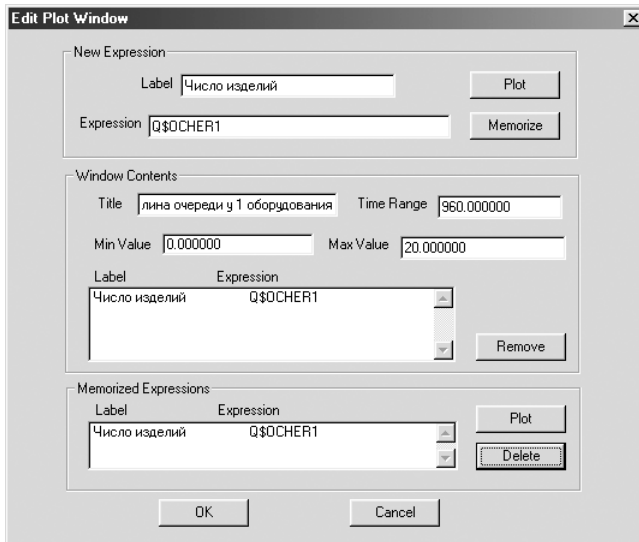 Edit Plot Window
New Expression
Label Число изделий Plot
Expression Q$OCHER1 Memorize
Window Contents
Title лина очереди у 1 оборудования Time Range 960.000000
Min Value 0.000000 Max Value 20.000000
Label Expression
Число изделий Q$OCHER1
Remove
Memorized Expressions
Label Expression
Число изделий Q$OCHER1
Plot
Delete
OK Cancel